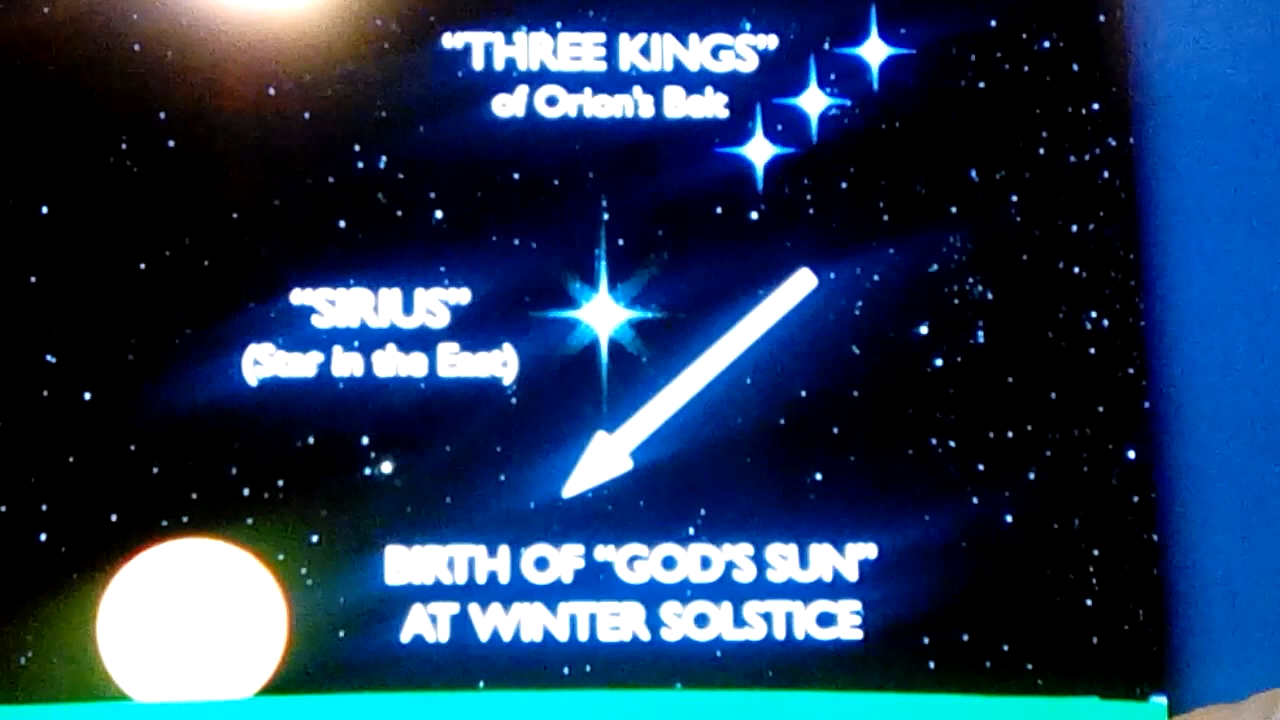 “THREE KINGS”
of Orion's Belt
“SIRIUS”
(Star in the East)
BIRTH OF “GOD'S SUN”
AT WINTER SOLSTICE